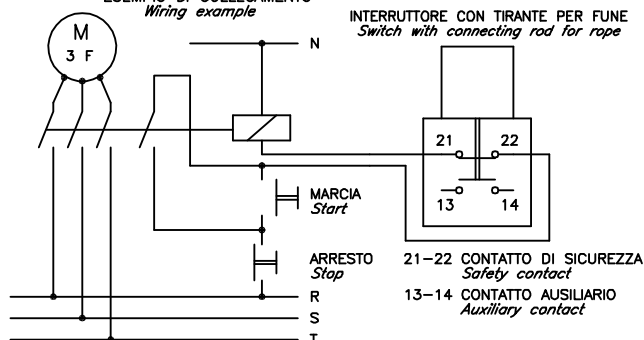 Wiring example
M
3 F
N
INTERRUTTORE CON TIRANTE PER FUNE
Switch with connecting rod for rope
21
22
13
14
MARCIA
Start
ARRESTO
Stop
21-22 CONTATTO DI SICUREZZA
Safety contact
13-14 CONTATTO AUSILIARIO
Auxiliary contact
R
S
T